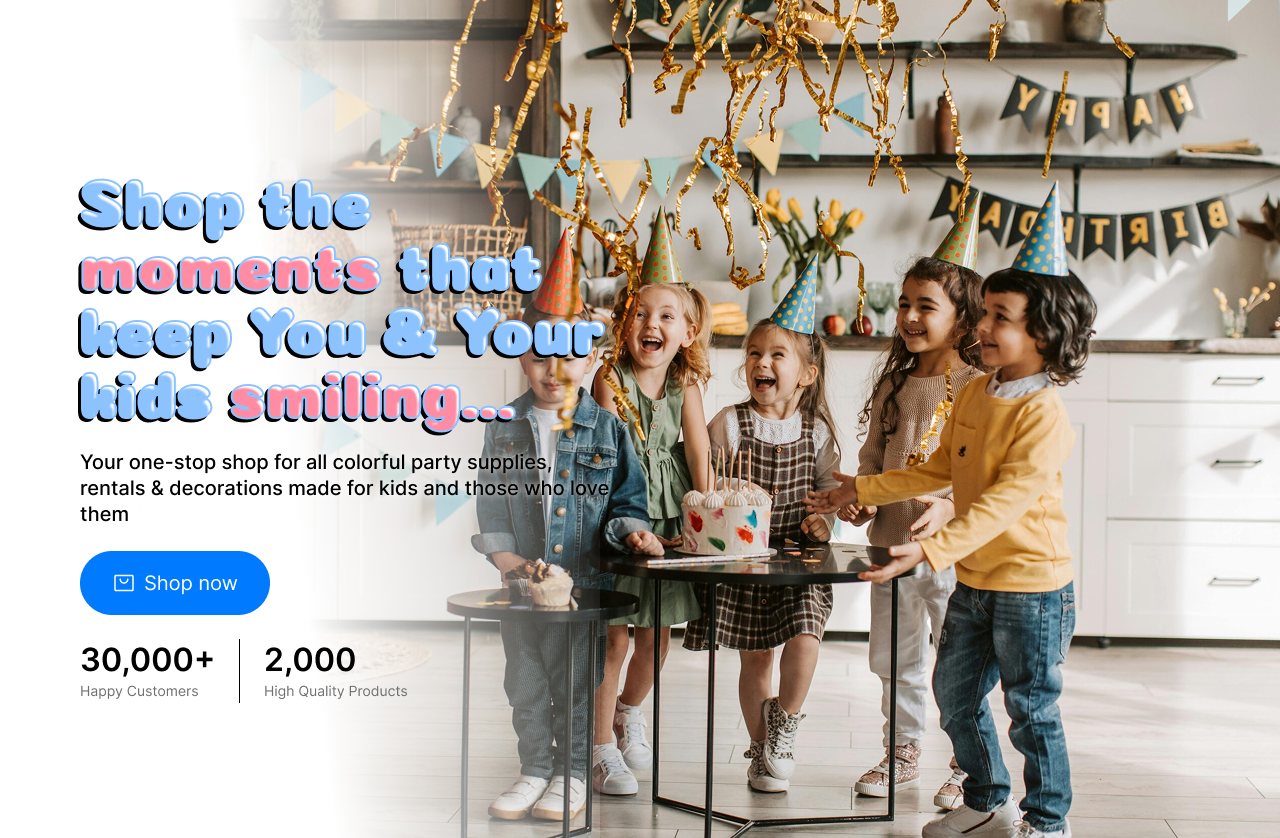 Shop the
moments that
keep You & Your
kids smiling...
Your one-stop shop for all colorful party supplies,
rentals & decorations made for kids and those who love
them
Shop now
30,000+
Happy Customers
2,000
High Quality Products
HAPPY
BIRTHDAY